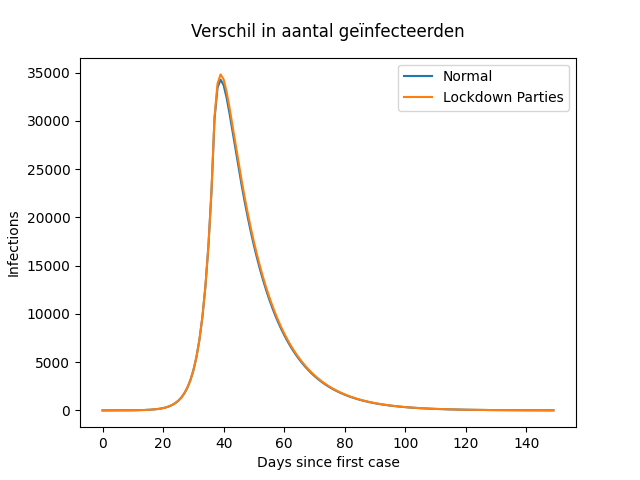 Verschil in aantal geïnfecteerden
Normal
Lockdown Parties
Infections
35000
30000
25000
20000
15000
10000
5000
0
0 20 40 60 80 100 120 140
Days since first case